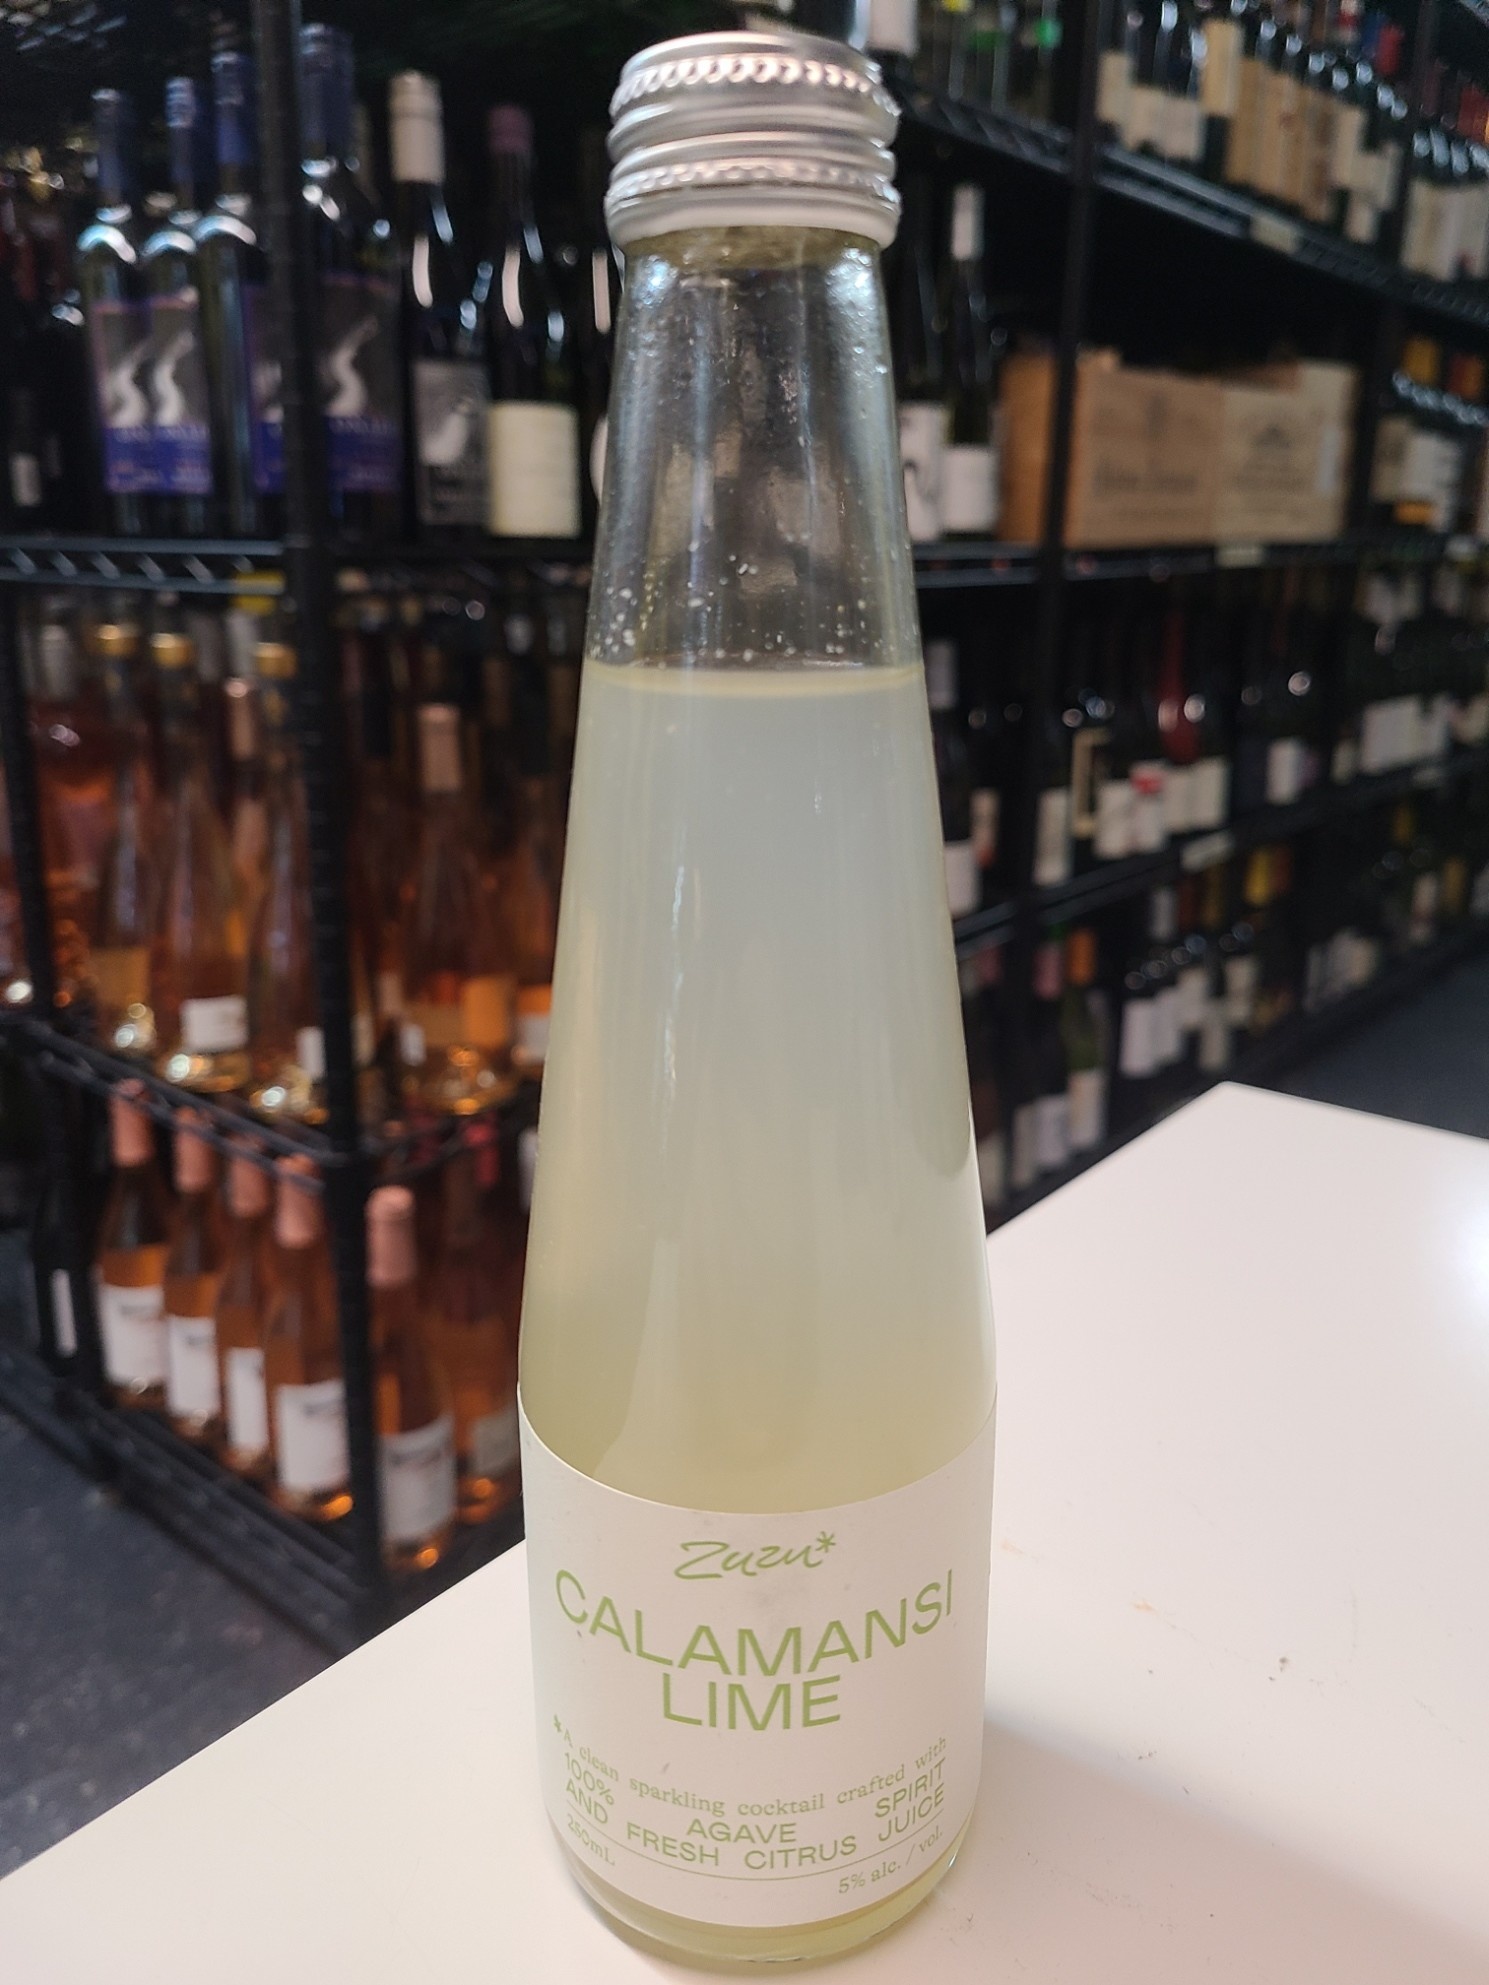 Zuzu*
CALAMANSI
LIME
*A clean sparkling cocktail crafted with
100% AGAVE SPIRIT
AND FRESH CITRUS JUICE
250mL
5% alc. / vol.